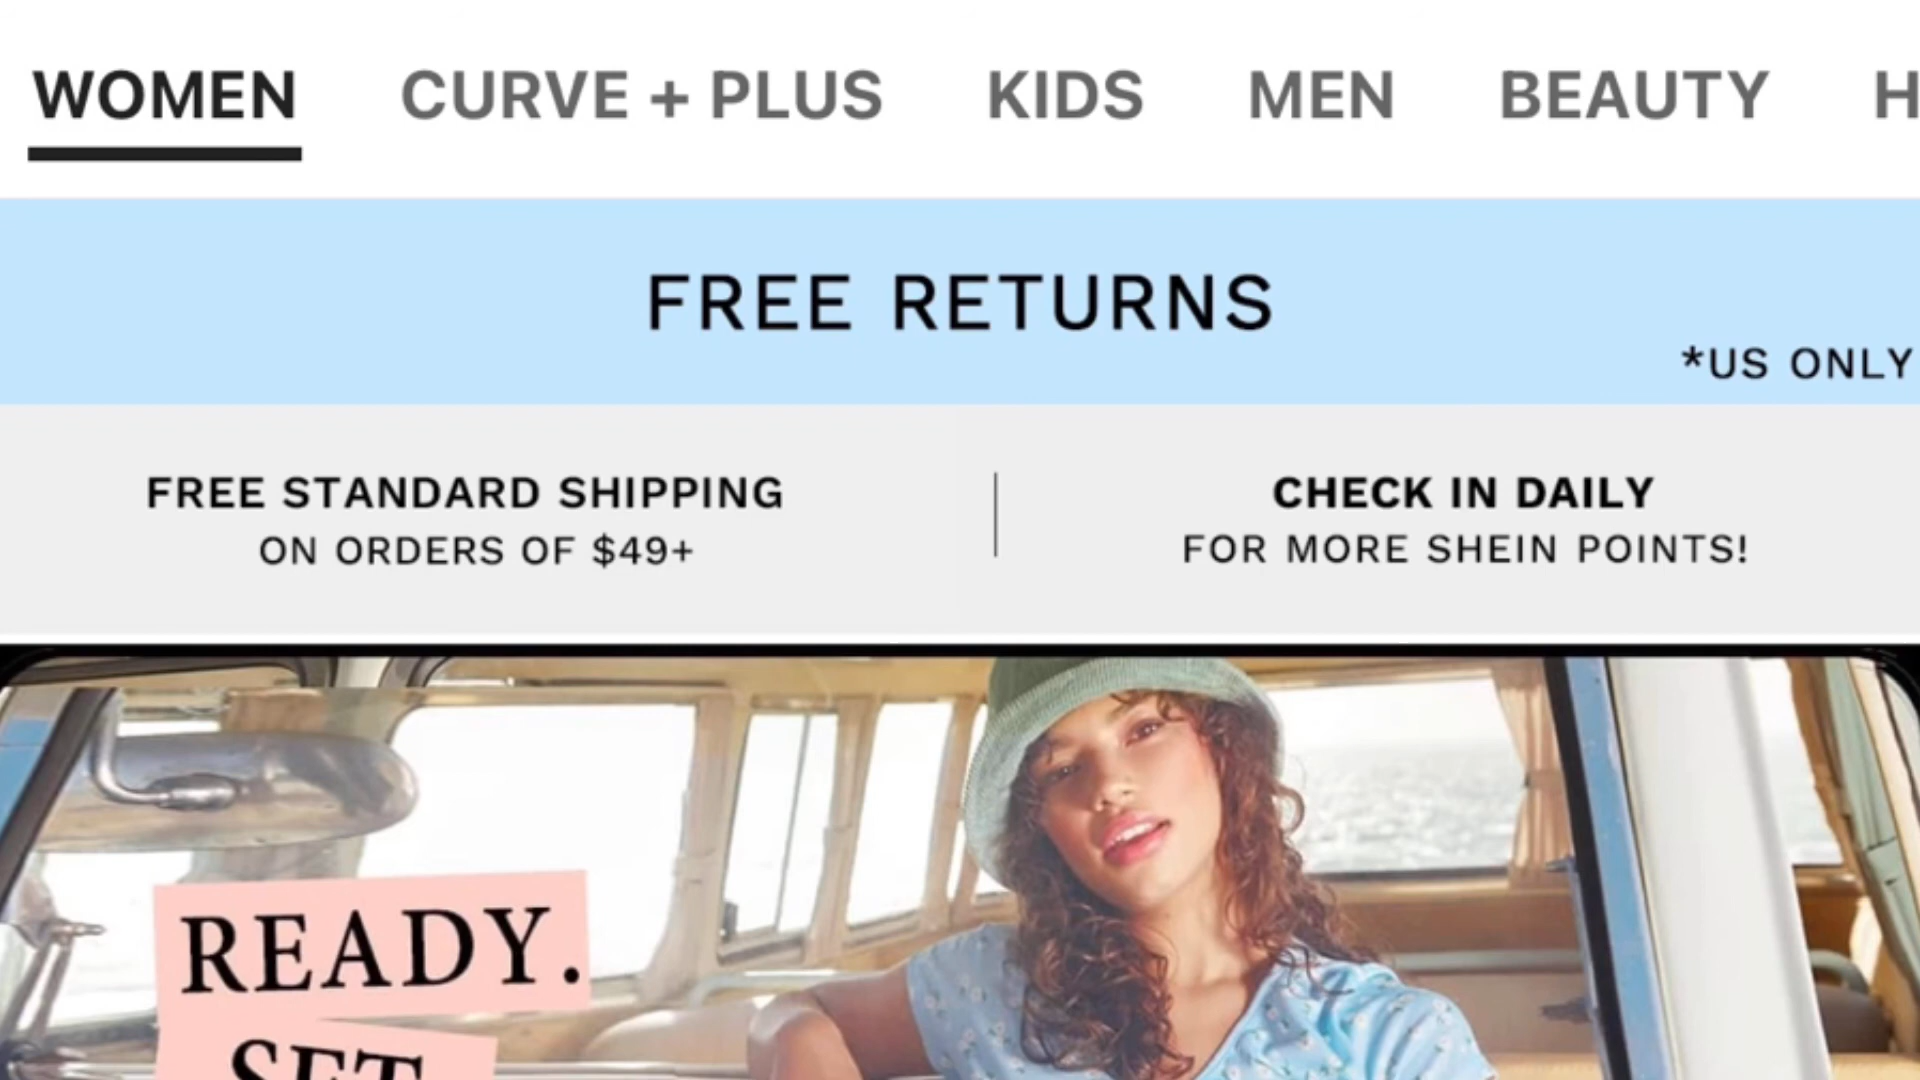 WOMEN CURVE + PLUS KIDS MEN BEAUTY H
FREE RETURNS
*US ONLY
FREE STANDARD SHIPPING
ON ORDERS OF $49+
CHECK IN DAILY
FOR MORE SHEIN POINTS!
READY.
SET